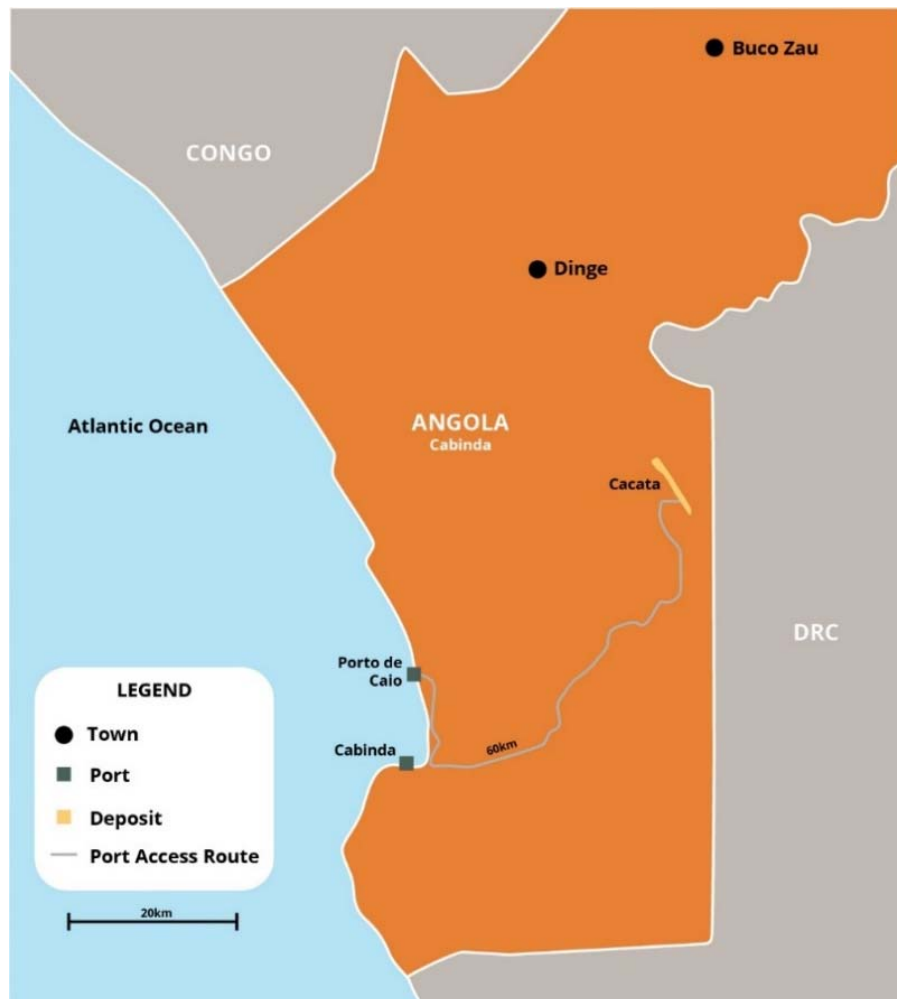 Buco Zau
CONGO
Dinge
Atlantic Ocean
ANGOLA
Cabinda
Cacata
DRC
Porto de
Caio
Cabinda
60km
LEGEND
Town
Port
Deposit
Port Access Route
20km